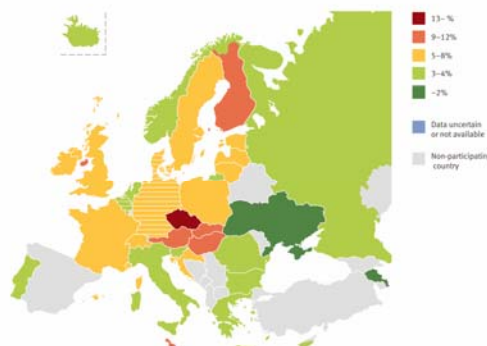 13– %
9–12%
5–8%
3–4%
–2%
Data uncertain
or not available
Non-participating
country